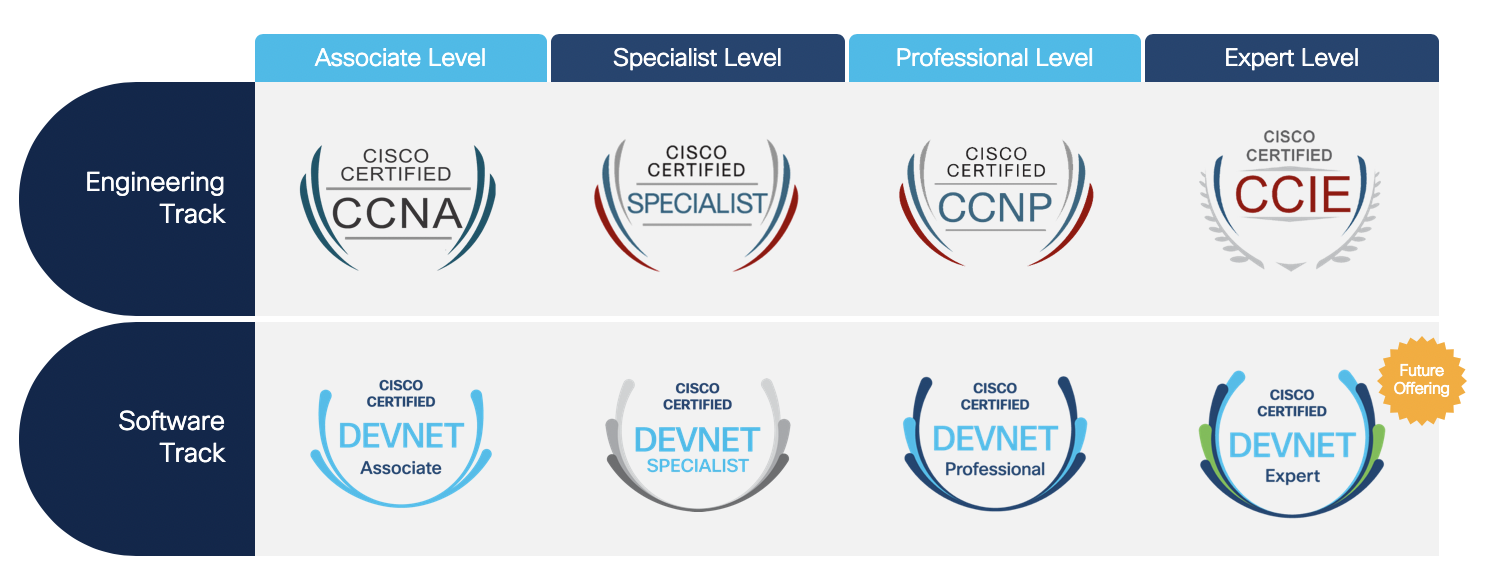 Associate Level
Specialist Level
Professional Level
Expert Level
Engineering
Track
CISCO
CERTIFIED
CCNA
CISCO
CERTIFIED
SPECIALIST
CISCO
CERTIFIED
CCNP
CISCO
CERTIFIED
CCIE
Software
Track
CISCO
CERTIFIED
DEVNET
Associate
CISCO
CERTIFIED
DEVNET
SPECIALIST
CISCO
CERTIFIED
DEVNET
Professional
CISCO
CERTIFIED
DEVNET
Expert
Future
Offering